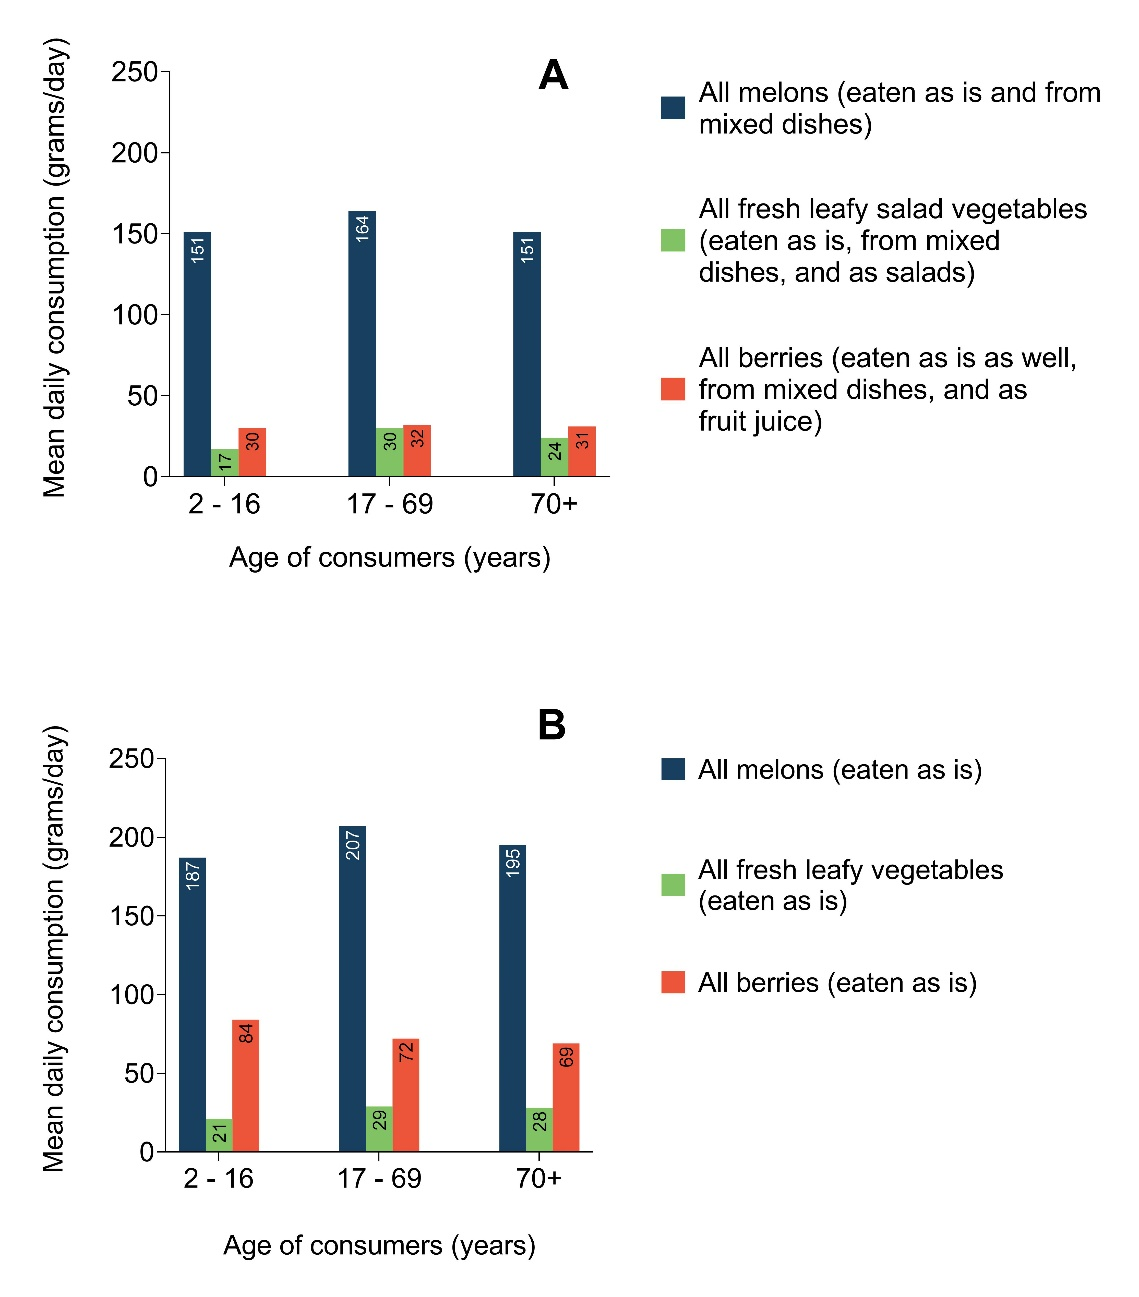 A
Mean daily consumption (grams/day)
250
200
150
100
50
0
151
17
30
164
30
32
151
24
31
2 - 16
17 - 69
70+
Age of consumers (years)
All melons (eaten as is and from
mixed dishes)
All fresh leafy salad vegetables
(eaten as is, from mixed
dishes, and as salads)
All berries (eaten as is as well,
from mixed dishes, and as
fruit juice)
B
Mean daily consumption (grams/day)
250
200
150
100
50
0
187
21
84
207
29
72
195
28
69
2 - 16
17 - 69
70+
Age of consumers (years)
All melons (eaten as is)
All fresh leafy vegetables
(eaten as is)
All berries (eaten as is)